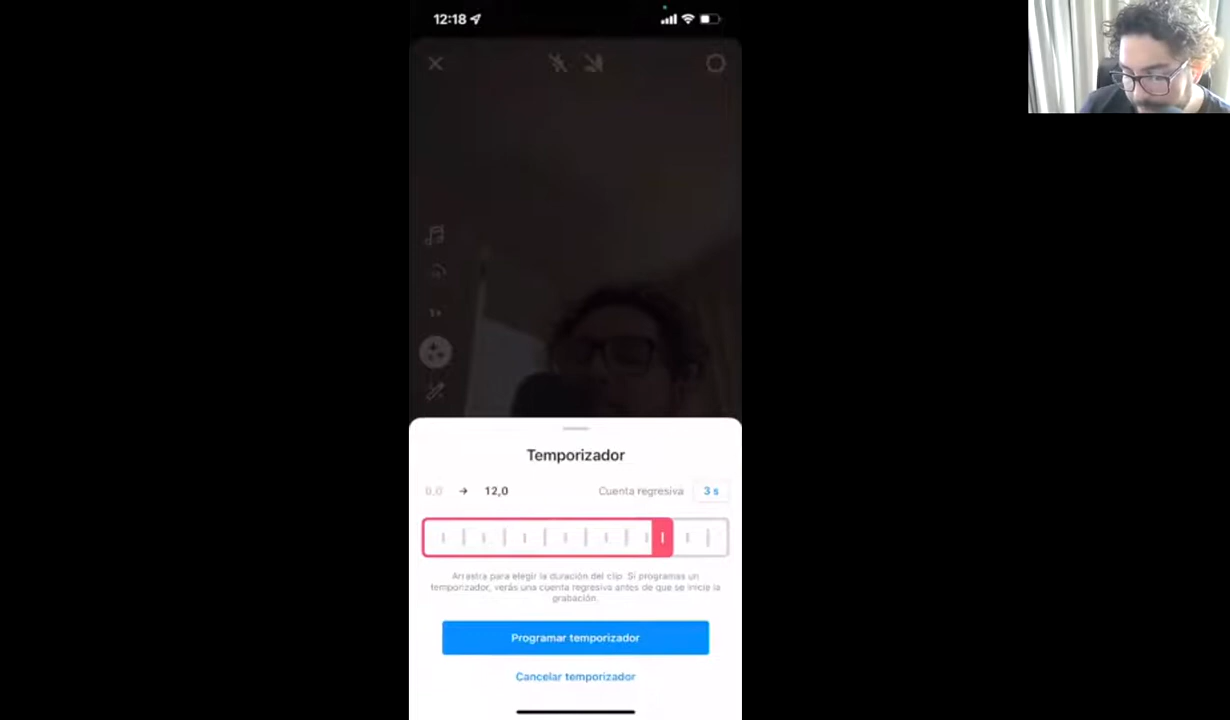 12:18
1x
Temporizador
0,0 → 12,0 Cuenta regresiva 3 s
Arrastra para elegir la duración del clip. Si programas un
temporizador, verás una cuenta regresiva antes de que se inicie la
grabación.
Programar temporizador
Cancelar temporizador